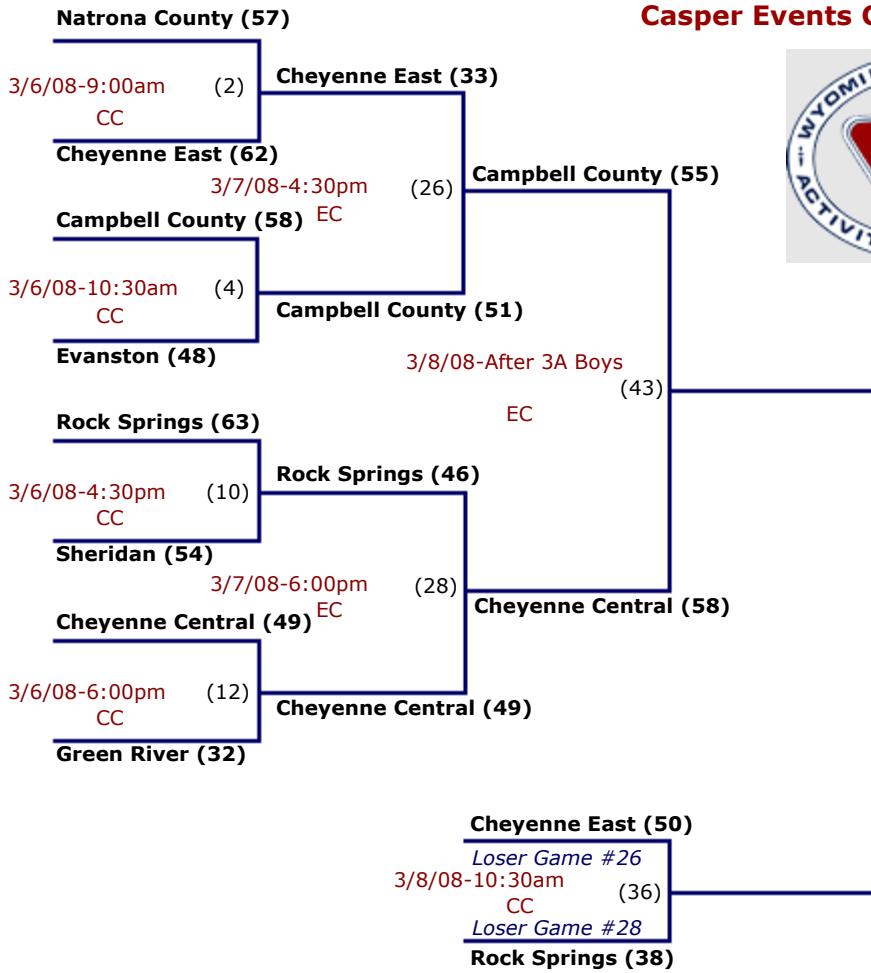 Casper Events C
Natrona County (57)
3/6/08-9:00am (2)
CC
Cheyenne East (33)
Cheyenne East (62)
3/7/08-4:30pm (26)
EC
Campbell County (55)
Campbell County (58)
3/6/08-10:30am (4)
CC
Campbell County (51)
Evanston (48)
3/8/08-After 3A Boys
(43)
EC
Rock Springs (63)
3/6/08-4:30pm (10)
CC
Rock Springs (46)
Sheridan (54)
3/7/08-6:00pm (28)
EC
Cheyenne Central (58)
Cheyenne Central (49)
3/6/08-6:00pm (12)
CC
Cheyenne Central (49)
Green River (32)
Cheyenne East (50)
Loser Game #26
3/8/08-10:30am (36)
CC
Loser Game #28
Rock Springs (38)
WYOMI
ACTIVIT